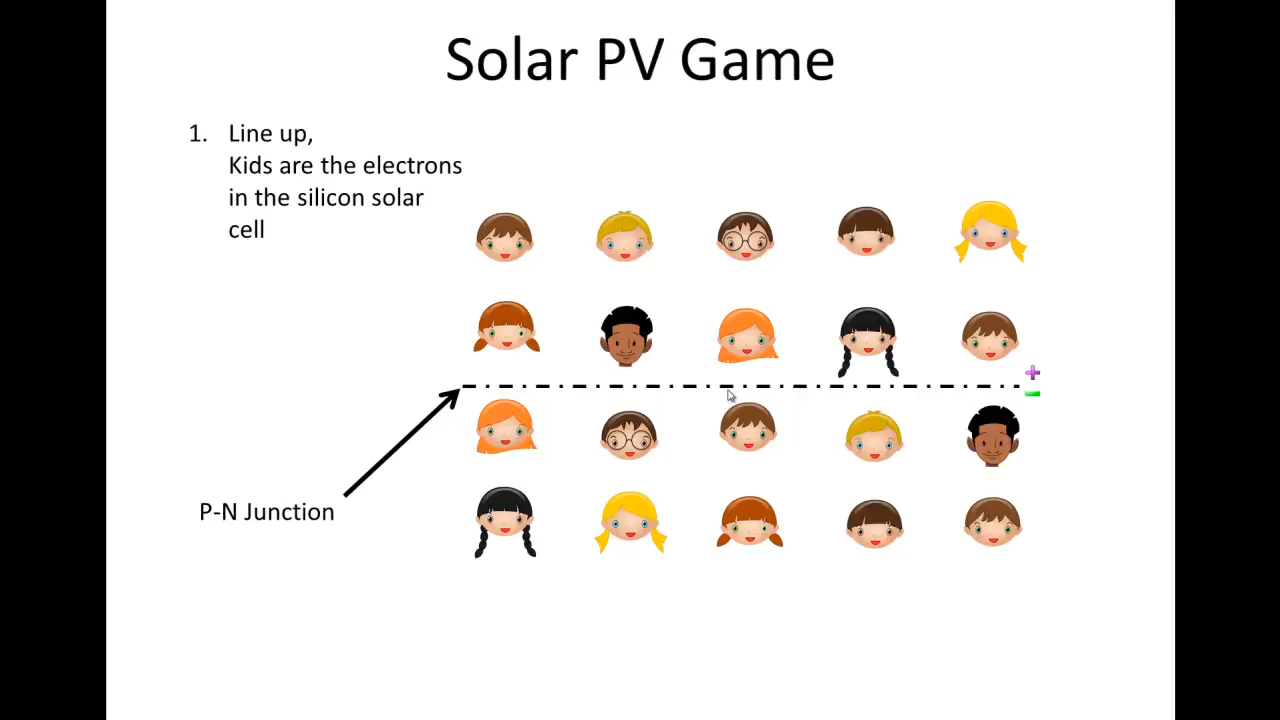 Solar PV Game
1. Line up,
Kids are the electrons
in the silicon solar
cell
P-N Junction